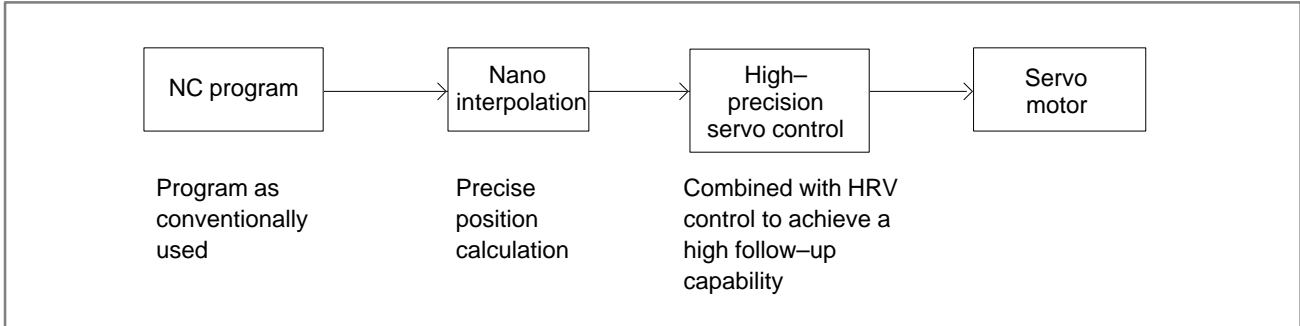 NC program
Nano
interpolation
High–
precision
servo control
Servo
motor
Program as
conventionally
used
Precise
position
calculation
Combined with HRV
control to achieve a
high follow–up
capability